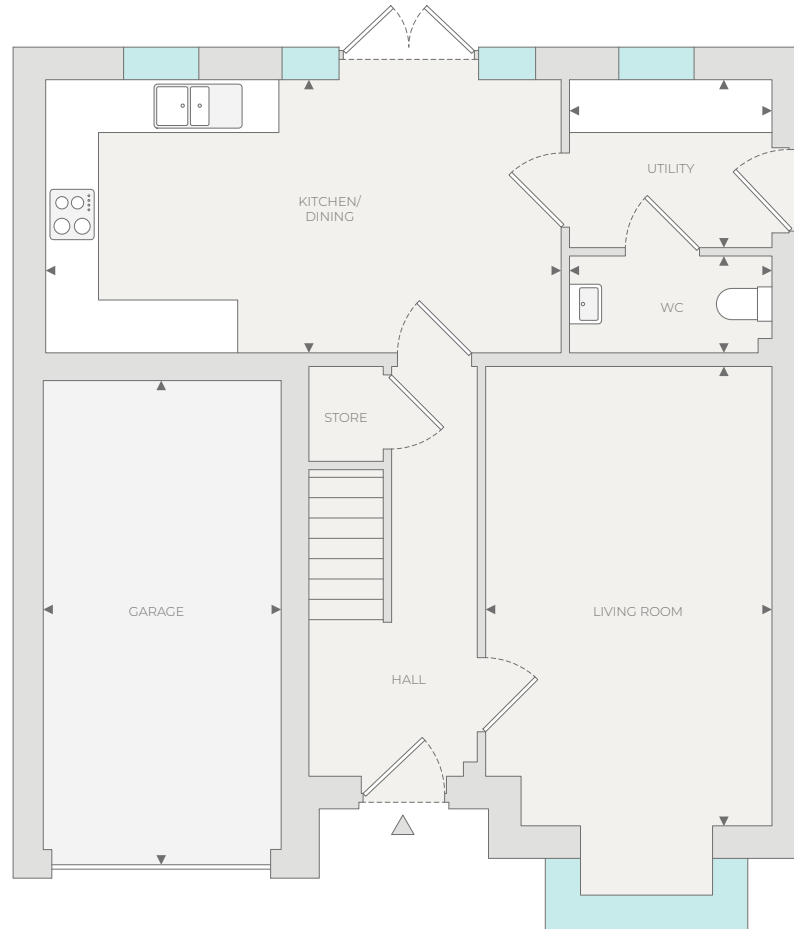 KITCHEN/
DINING
UTILITY
WC
STORE
GARAGE
LIVING ROOM
HALL